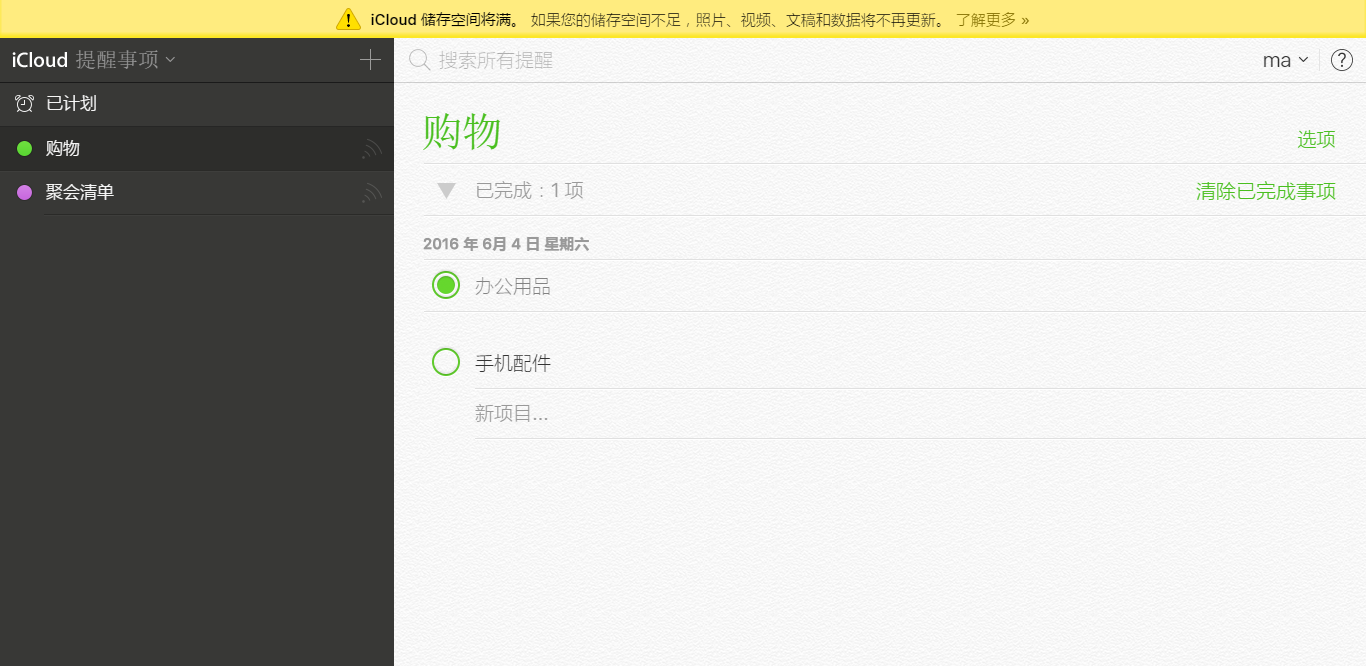 iCloud 储存空间将满。 如果您的储存空间不足，照片、视频、文稿和数据将不再更新。 了解更多 »
iCloud 提醒事项
搜索所有提醒
ma
?
已计划
购物
聚会清单
购物
选项
已完成：1 项
清除已完成事项
2016 年 6月 4 日 星期六
办公用品
手机配件
新项目...